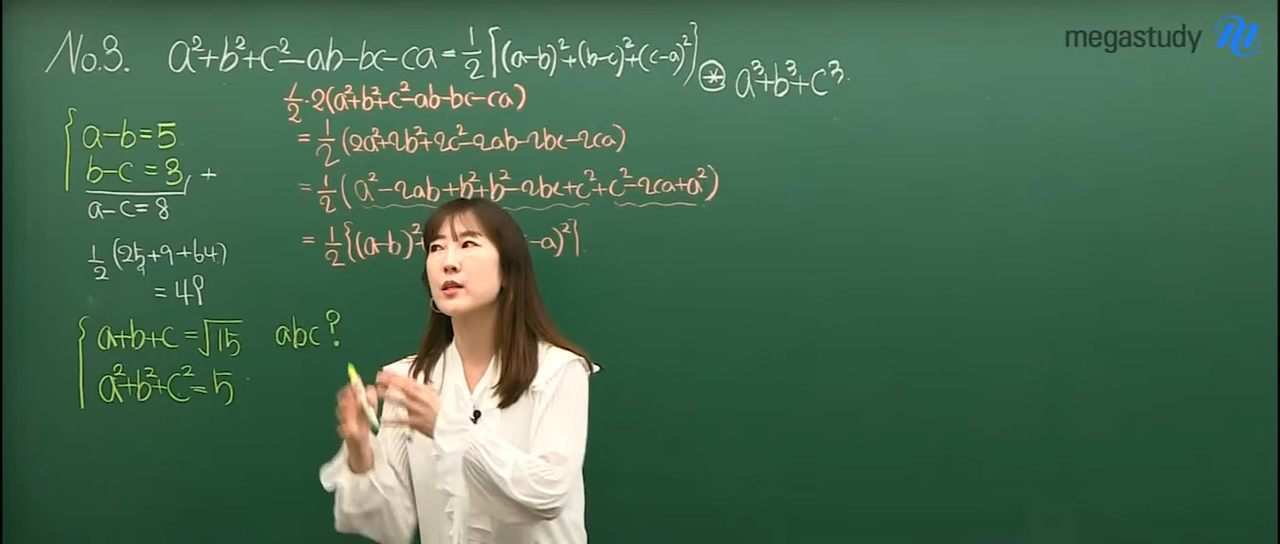 megastudy
No.3. a²+b²+c²-ab-bc-ca = 1/2{(a-b)²+(b-c)²+(c-a)²} ⊛ a³+b³+c³.
1/2·2(a²+b²+c²-ab-bc-ca)
= 1/2(2a²+2b²+2c²-2ab-2bc-2ca)
= 1/2(a²-2ab+b²+b²-2bc+c²+c²-2ca+a²)
= 1/2{(a-b)²+ -a)²}
a-b=5
b-c=3, +
a-c=8
1/2(25+9+64)
=49
a+b+c=√15 abc?
a²+b²+c²=5